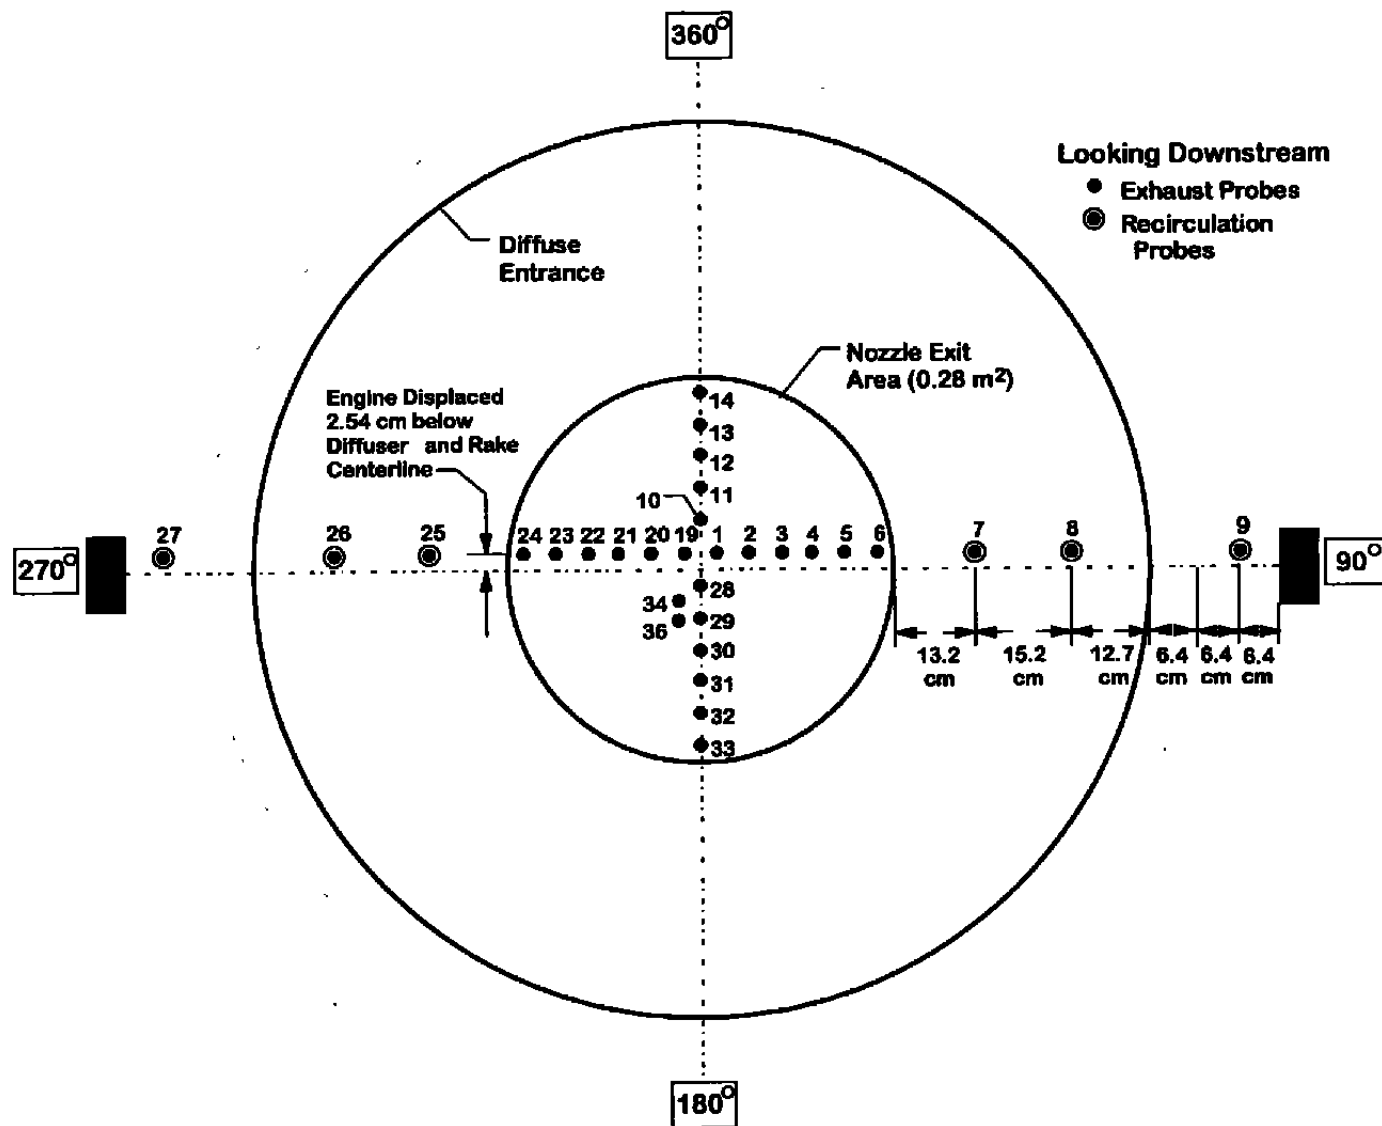 360°
Looking Downstream
Exhaust Probes
Recirculation
Probes
Diffuse
Entrance
Nozzle Exit
Area (0.28 m²)
Engine Displaced
2.54 cm below
Diffuser and Rake
Centerline
14
13
12
11
10
27
26
25
24
23
22
21
20
19
1
2
3
4
5
6
7
8
9
270°
90°
28
34
29
36
30
31
32
33
13.2
cm
15.2
cm
12.7
cm
6.4
cm
6.4
cm
6.4
cm
180°